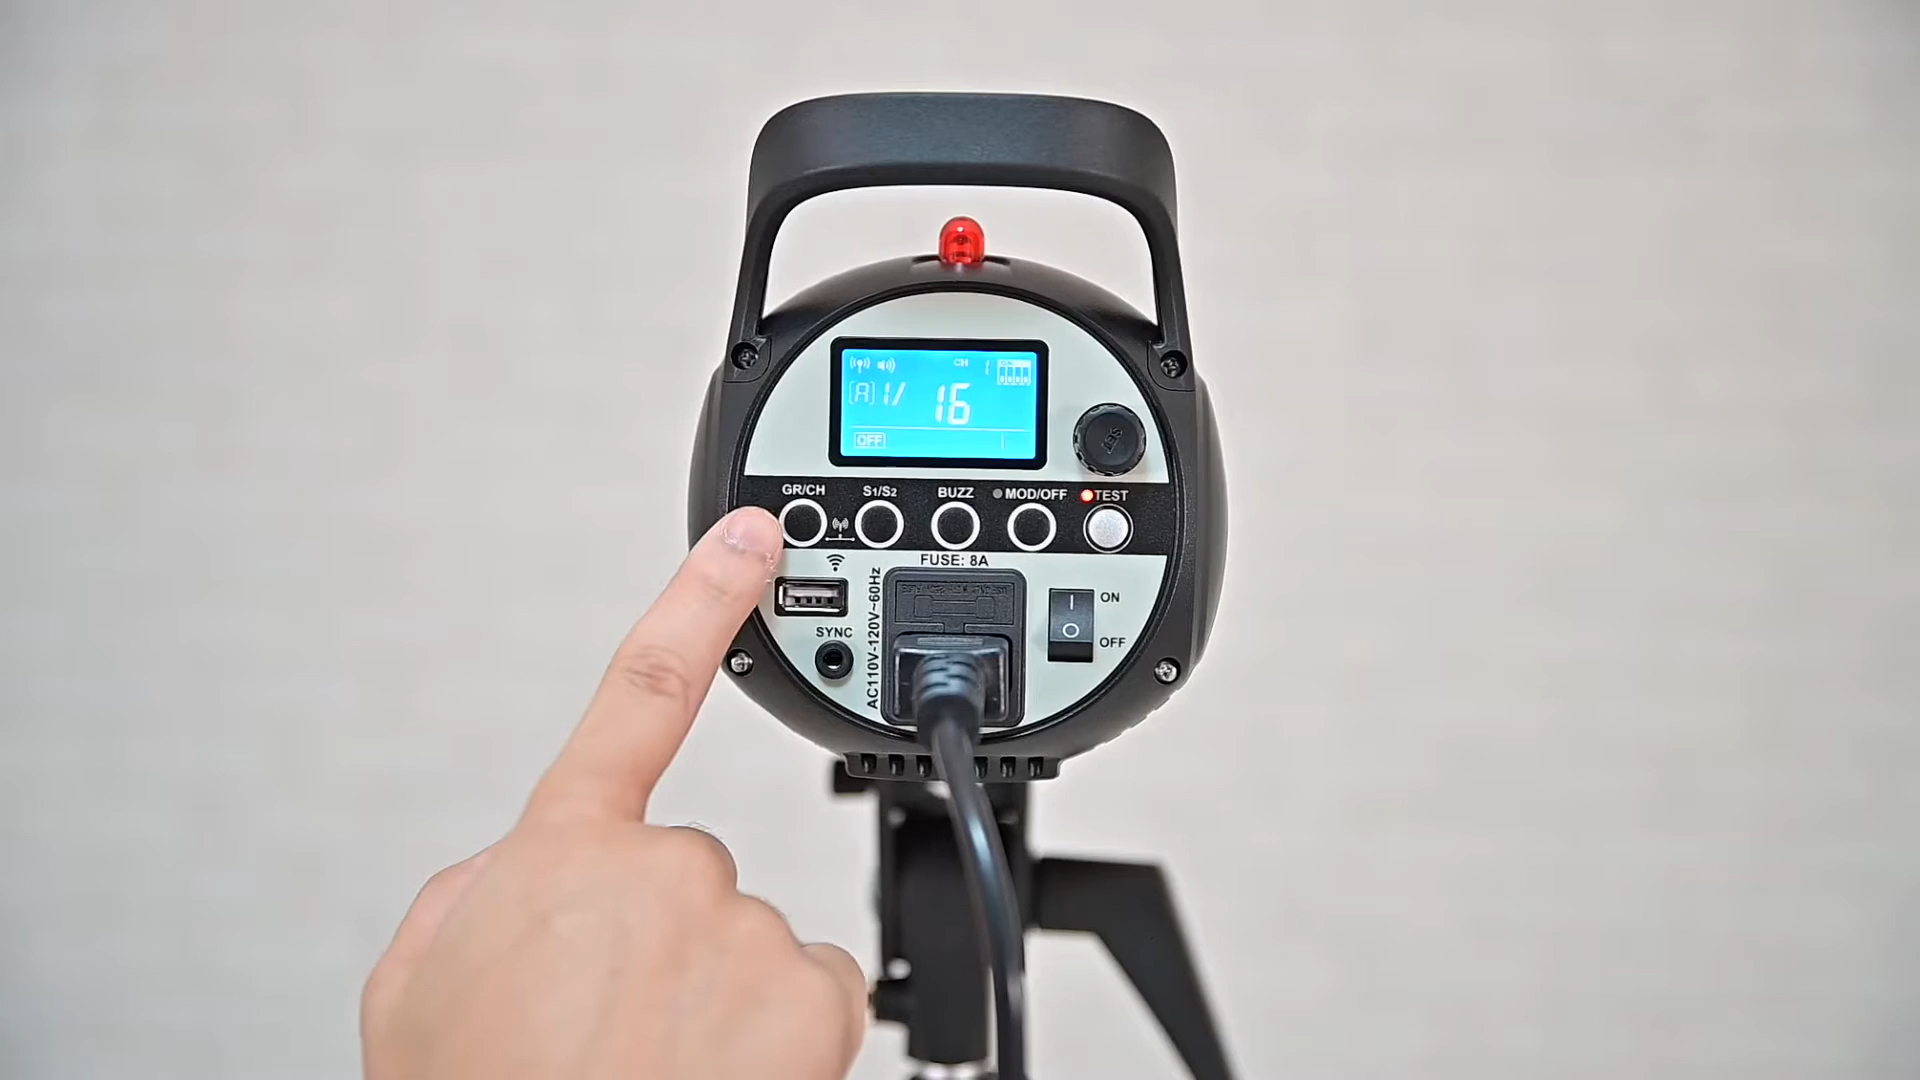 CH 1
[A] 1/ 16
OFF
SET
GR/CH S1/S2 BUZZ MOD/OFF TEST
FUSE: 8A
AC110V-120V~60Hz
ON
SYNC
OFF